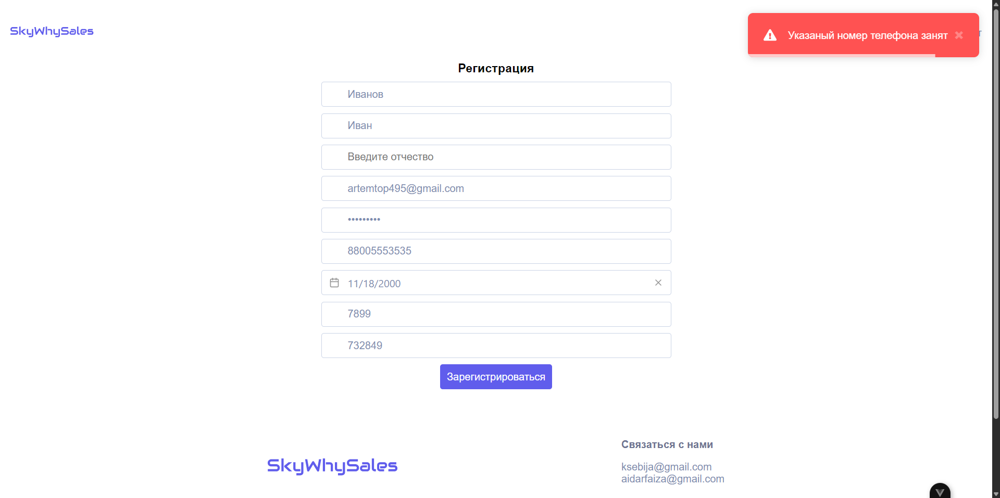 SkyWhySales
Указаный номер телефона занят
Регистрация
Иванов
Иван
Введите отчество
artemtop495@gmail.com
•••••••••
88005553535
11/18/2000
7899
732849
Зарегистрироваться
SkyWhySales
Связаться с нами
ksebija@gmail.com
aidarfaiza@gmail.com